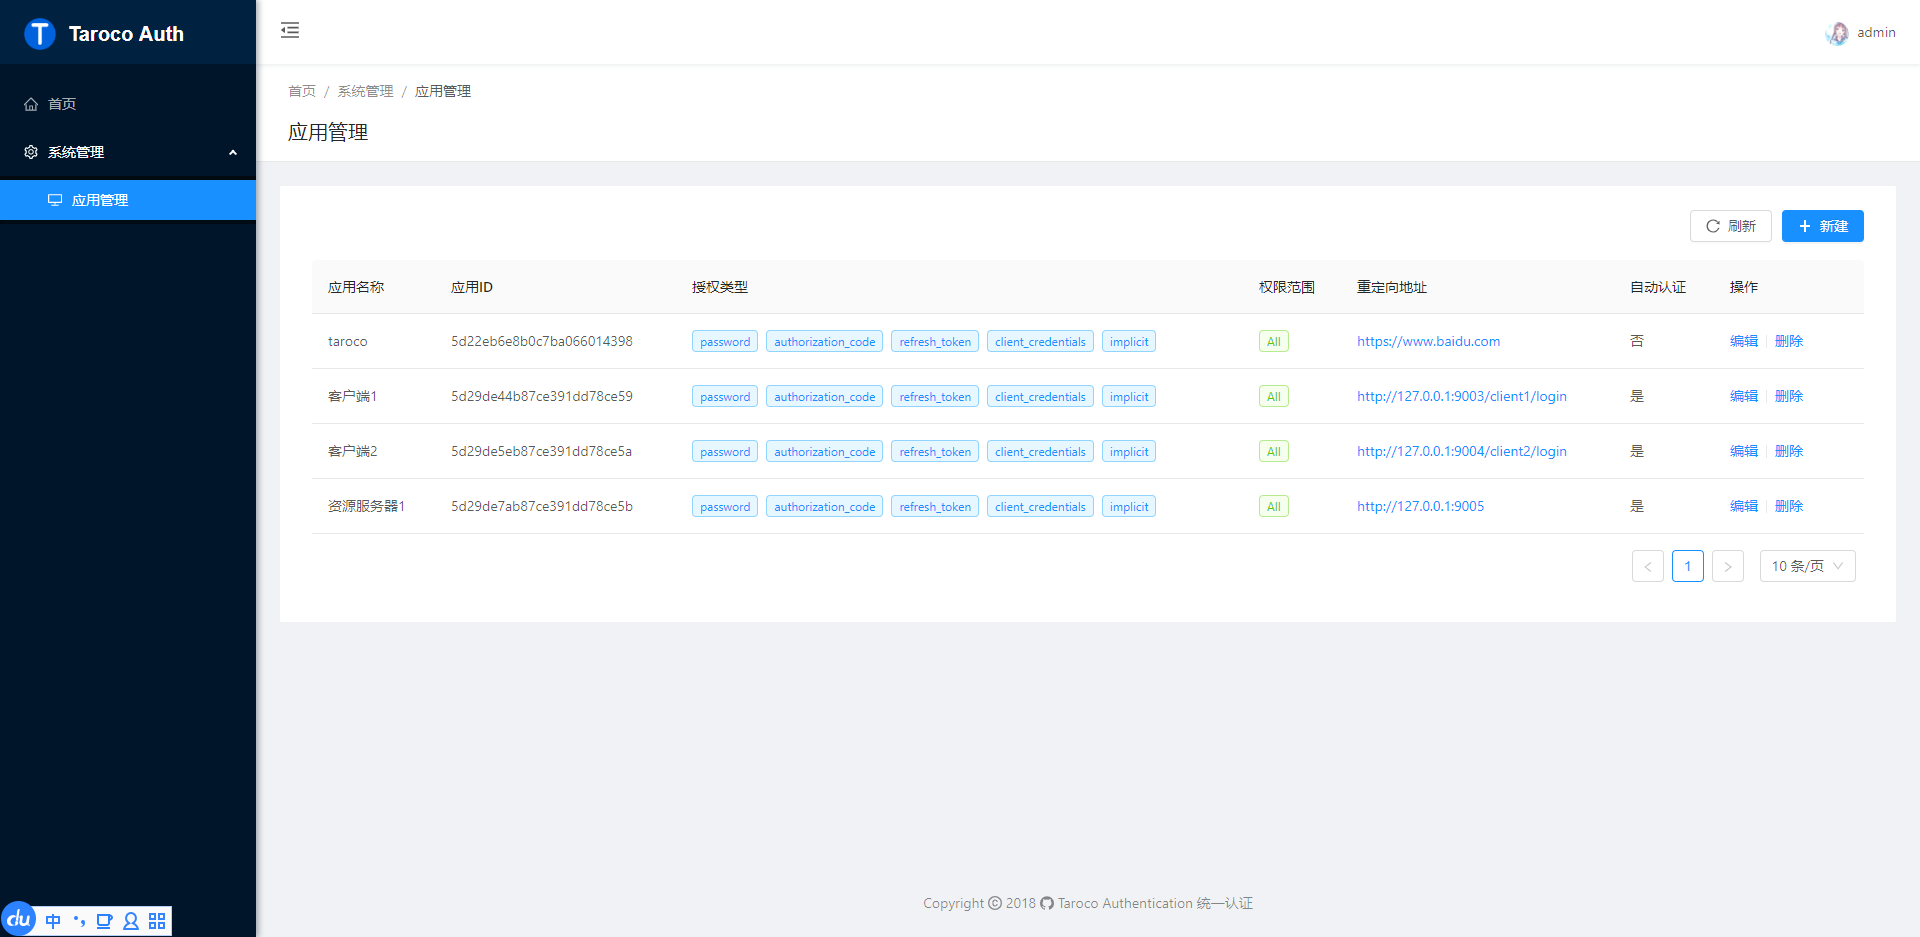 Taroco Auth
admin
首页
系统管理
应用管理
首页 / 系统管理 / 应用管理
应用管理
刷新 新建
应用名称 应用ID 授权类型 权限范围 重定向地址 自动认证 操作
taroco 5d22eb6e8b0c7ba066014398 password authorization_code refresh_token client_credentials implicit All https://www.baidu.com 否 编辑 删除
客户端1 5d29de44b87ce391dd78ce59 password authorization_code refresh_token client_credentials implicit All http://127.0.0.1:9003/client1/login 是 编辑 删除
客户端2 5d29de5eb87ce391dd78ce5a password authorization_code refresh_token client_credentials implicit All http://127.0.0.1:9004/client2/login 是 编辑 删除
资源服务器1 5d29de7ab87ce391dd78ce5b password authorization_code refresh_token client_credentials implicit All http://127.0.0.1:9005 是 编辑 删除
< 1 > 10 条/页
Copyright © 2018 Taroco Authentication 统一认证
du 中